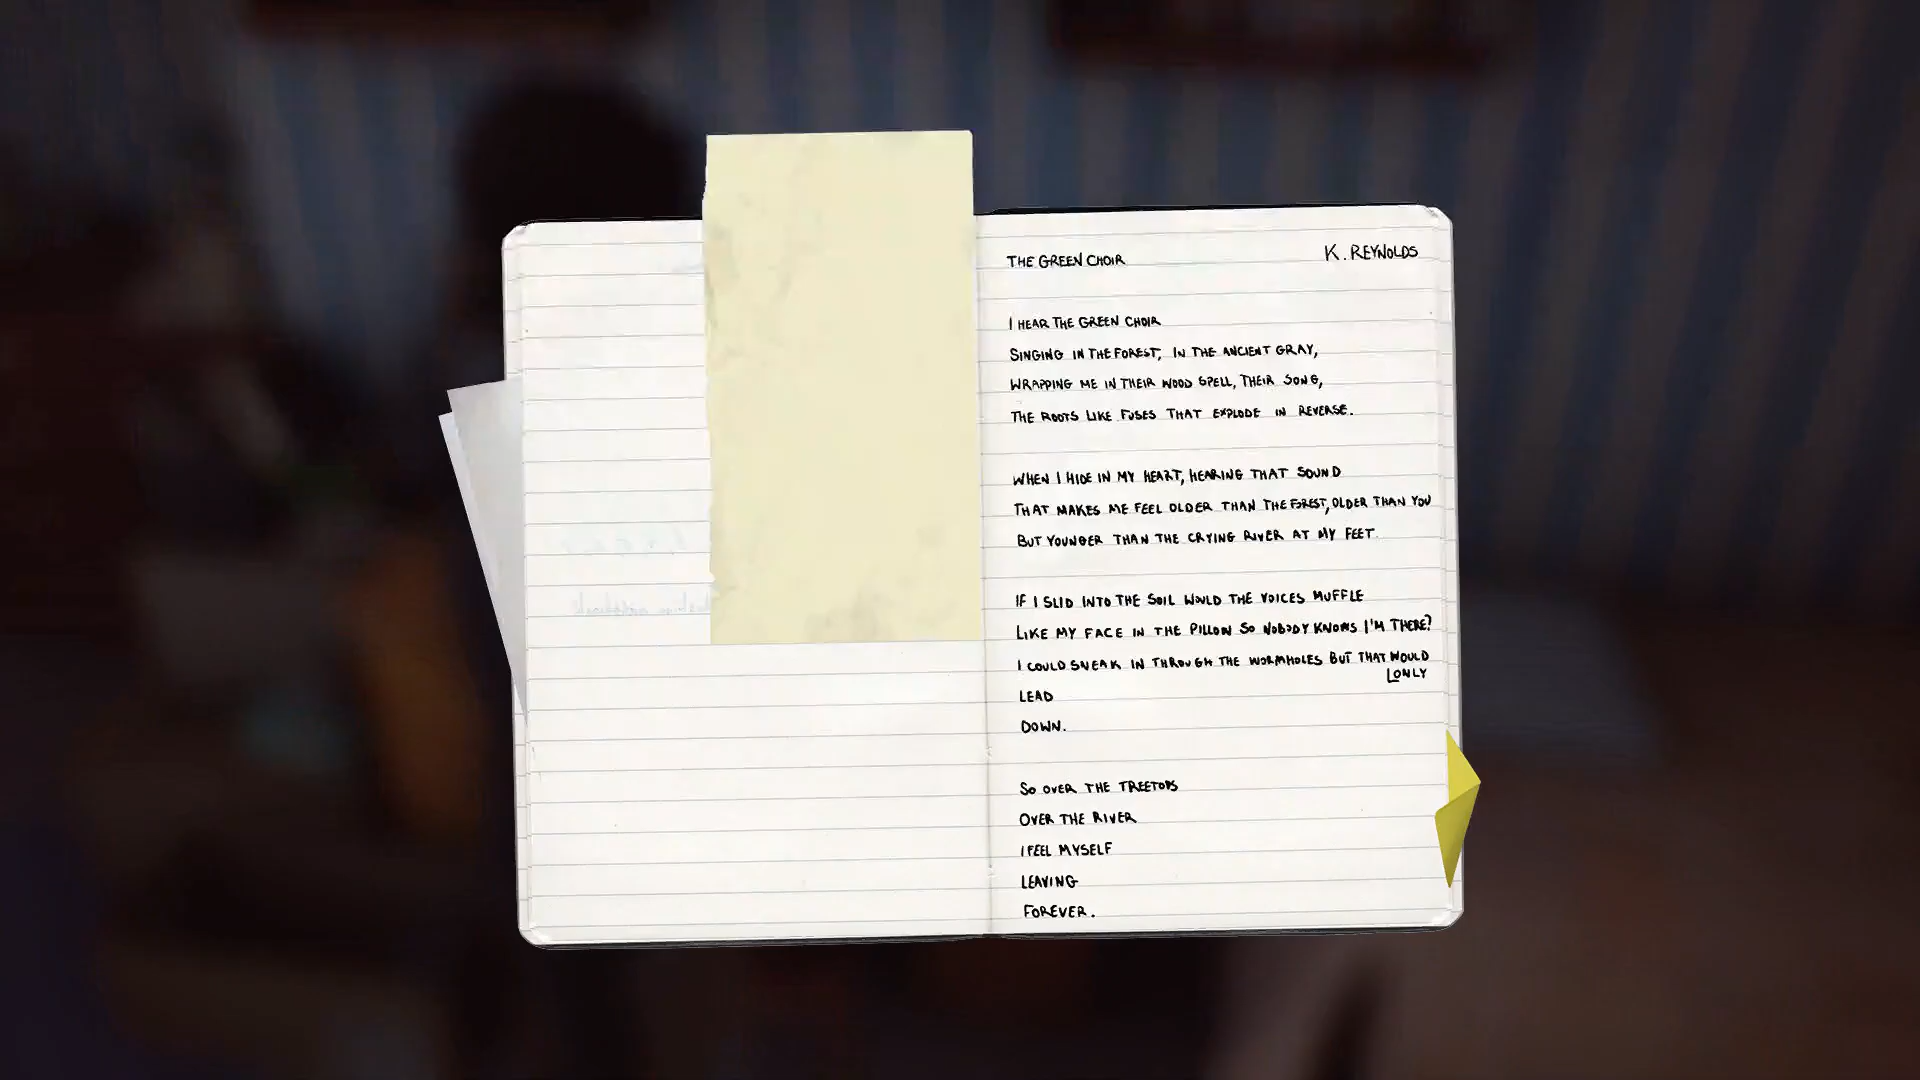 THE GREEN CHOIR K. REYNOLDS
I HEAR THE GREEN CHOIR
SINGING IN THE FOREST, IN THE ANCIENT GRAY,
WRAPPING ME IN THEIR WOOD SPELL, THEIR SONG,
THE ROOTS LIKE FUSES THAT EXPLODE IN REVERSE.
WHEN I HIDE IN MY HEART, HEARING THAT SOUND
THAT MAKES ME FEEL OLDER THAN THE FOREST, OLDER THAN YOU
BUT YOUNGER THAN THE CRYING RIVER AT MY FEET.
IF I SLID INTO THE SOIL WOULD THE VOICES MUFFLE
LIKE MY FACE IN THE PILLOW SO NOBODY KNOWS I'M THERE?
I COULD SNEAK IN THROUGH THE WORMHOLES BUT THAT WOULD
ONLY
LEAD
DOWN.
SO OVER THE TREETOPS
OVER THE RIVER
I FEEL MYSELF
LEAVING
FOREVER.